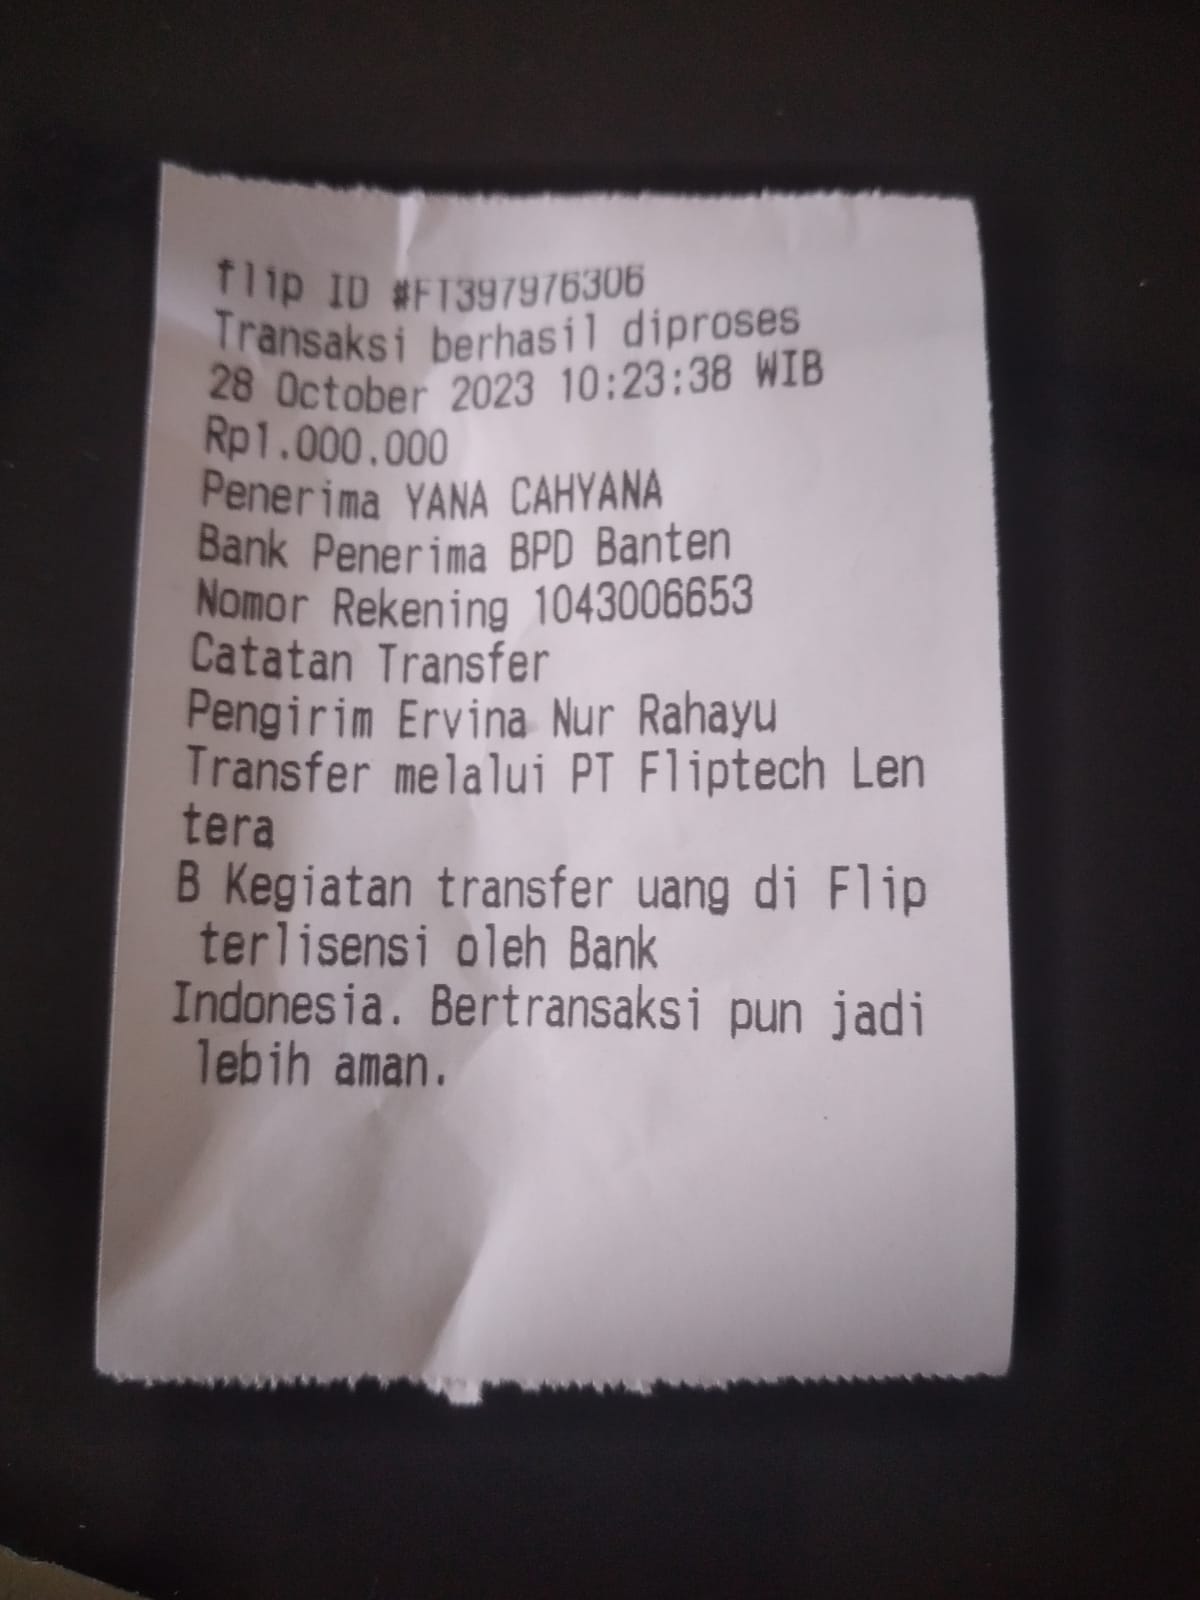 flip ID #FT397976306
Transaksi berhasil diproses
28 October 2023 10:23:38 WIB
Rp1.000.000
Penerima YANA CAHYANA
Bank Penerima BPD Banten
Nomor Rekening 1043006653
Catatan Transfer
Pengirim Ervina Nur Rahayu
Transfer melalui PT Fliptech Len
tera
B Kegiatan transfer uang di Flip
terlisensi oleh Bank
Indonesia. Bertransaksi pun jadi
lebih aman.